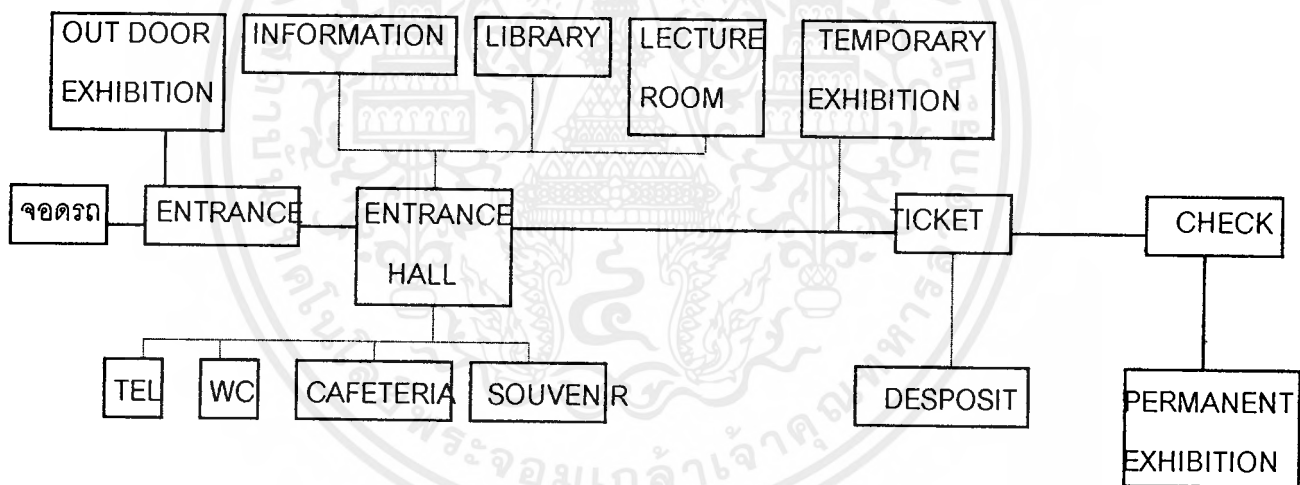 OUT DOOR
EXHIBITION
INFORMATION
LIBRARY
LECTURE
ROOM
TEMPORARY
EXHIBITION
จอดรถ
ENTRANCE
ENTRANCE
HALL
TICKET
CHECK
TEL
WC
CAFETERIA
SOUVENIR
DESPOSIT
PERMANENT
EXHIBITION